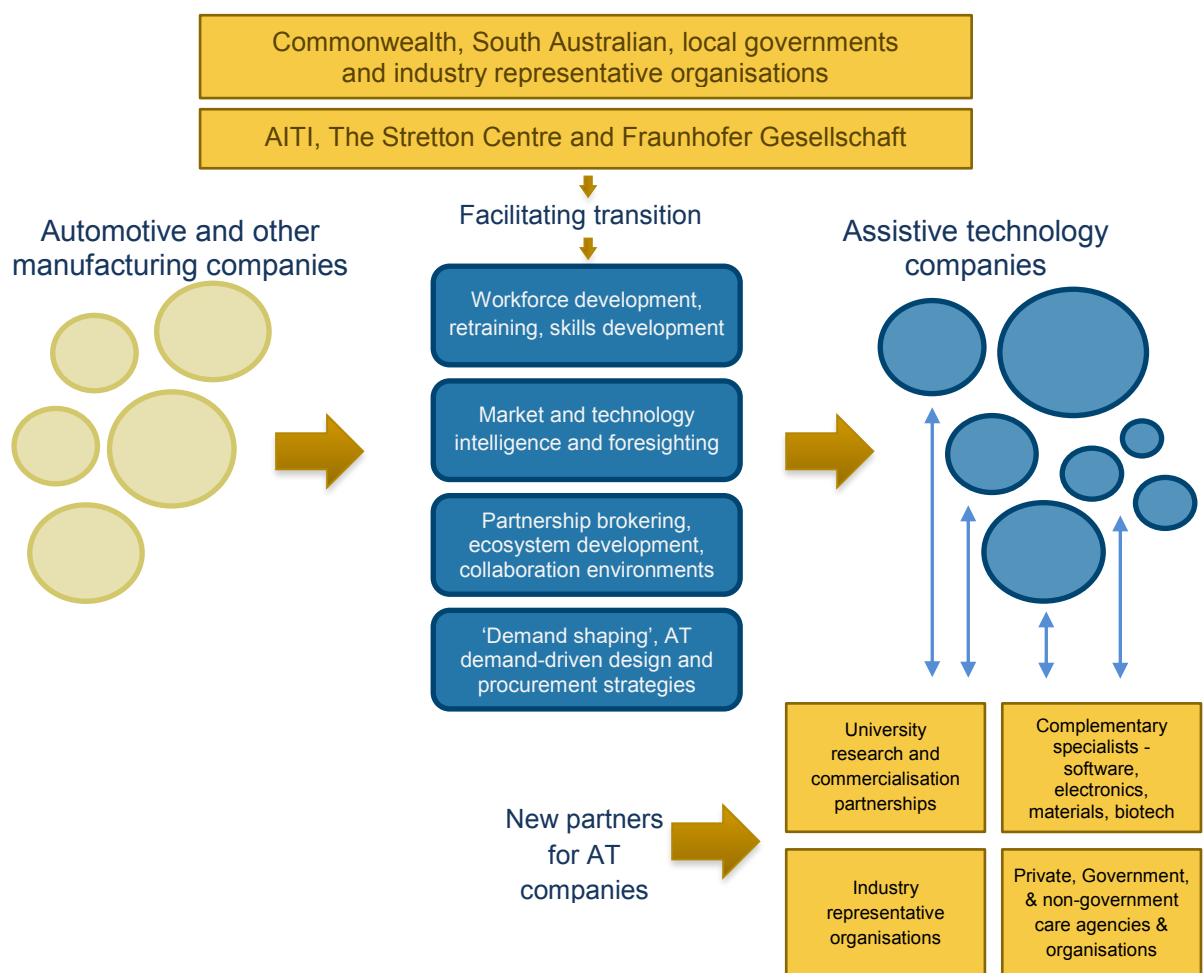 Commonwealth, South Australian, local governments
and industry representative organisations
AITI, The Stretton Centre and Fraunhofer Gesellschaft
Facilitating transition
Automotive and other
manufacturing companies
Assistive technology
companies
Workforce development,
retraining, skills development
Market and technology
intelligence and foresighting
Partnership brokering,
ecosystem development,
collaboration environments
‘Demand shaping’, AT
demand-driven design and
procurement strategies
New partners
for AT
companies
University
research and
commercialisation
partnerships
Complementary
specialists -
software,
electronics,
materials, biotech
Industry
representative
organisations
Private, Government,
& non-government
care agencies &
organisations